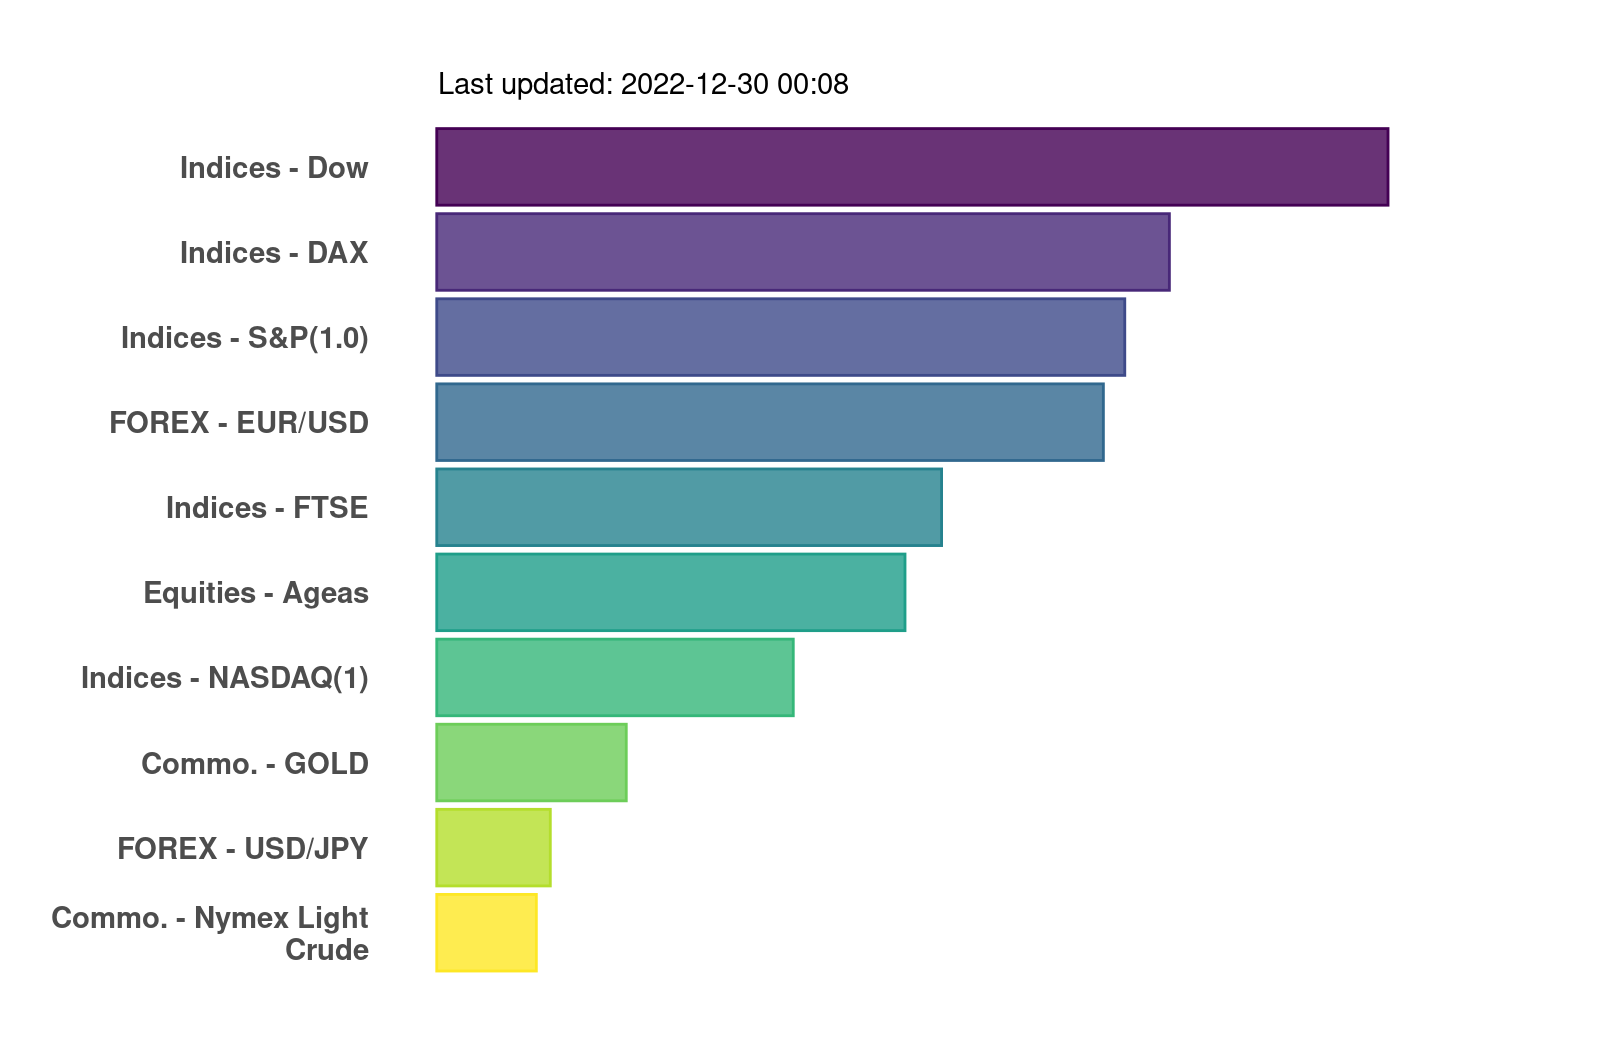 Last updated: 2022-12-30 00:08
Indices - Dow
Indices - DAX
Indices - S&P(1.0)
FOREX - EUR/USD
Indices - FTSE
Equities - Ageas
Indices - NASDAQ(1)
Commo. - GOLD
FOREX - USD/JPY
Commo. - Nymex Light
Crude